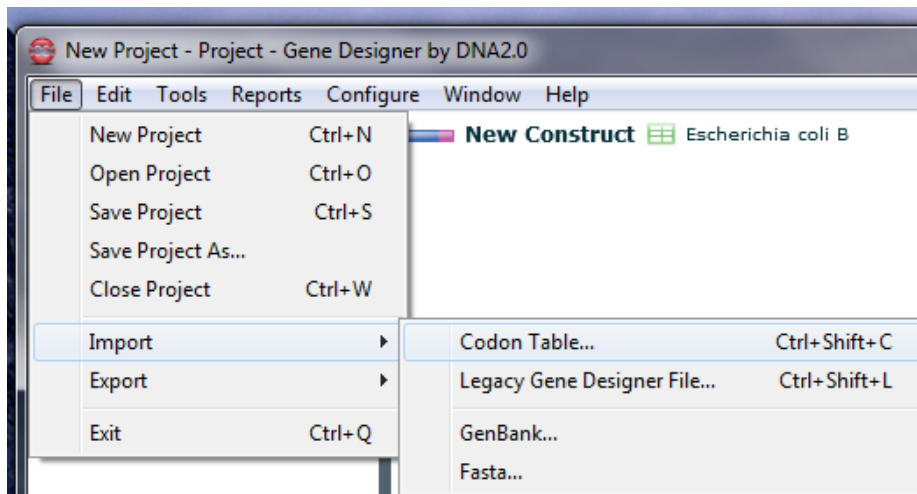 New Project - Project - Gene Designer by DNA2.0
File Edit Tools Reports Configure Window Help
New Construct Escherichia coli B
New Project Ctrl+N
Open Project Ctrl+O
Save Project Ctrl+S
Save Project As...
Close Project Ctrl+W
Import
Export
Exit Ctrl+Q
Codon Table... Ctrl+Shift+C
Legacy Gene Designer File... Ctrl+Shift+L
GenBank...
Fasta...